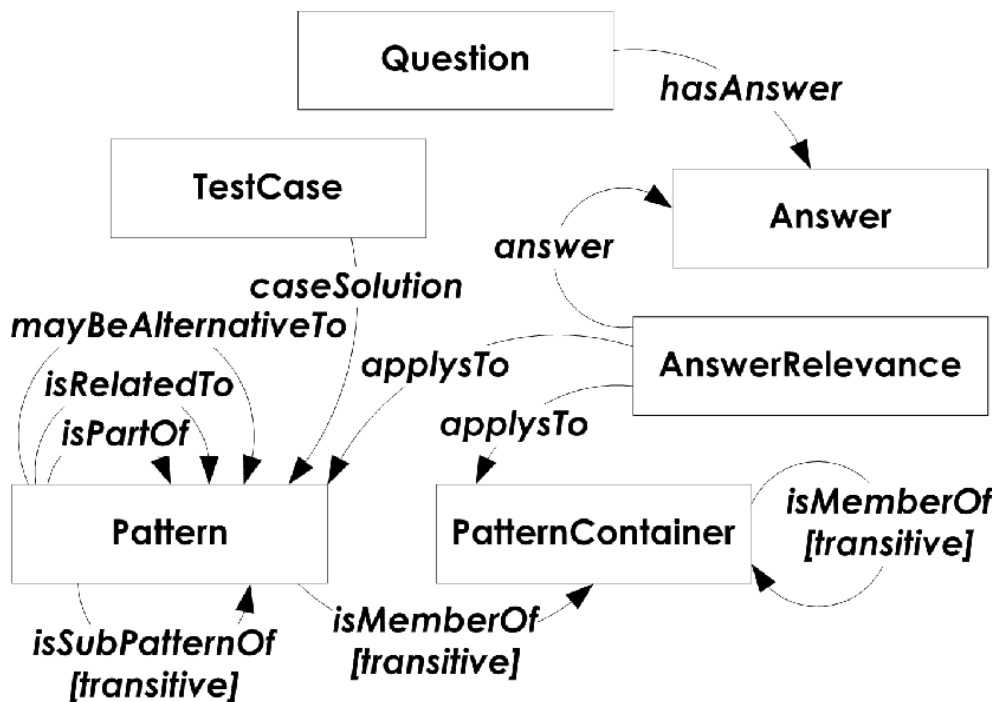 Question
hasAnswer
TestCase
Answer
answer
caseSolution
mayBeAlternativeTo
applysTo
AnswerRelevance
isRelatedTo
applysTo
isPartOf
Pattern
PatternContainer
isMemberOf
[transitive]
isSubPatternOf
[transitive]
isMemberOf
[transitive]